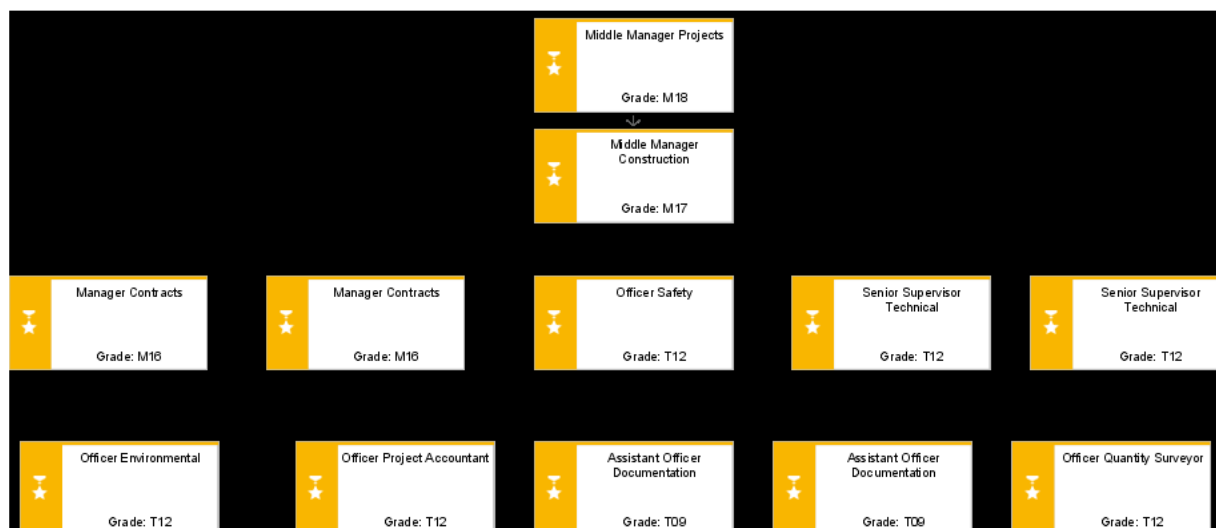 Middle Manager Projects
Grade: M18
Middle Manager
Construction
Grade: M17
Manager Contracts
Grade: M16
Manager Contracts
Grade: M16
Officer Safety
Grade: T12
Senior Supervisor
Technical
Grade: T12
Senior Supervisor
Technical
Grade: T12
Officer Environmental
Grade: T12
Officer Project Accountant
Grade: T12
Assistant Officer
Documentation
Grade: T09
Assistant Officer
Documentation
Grade: T09
Officer Quantity Surveyor
Grade: T12